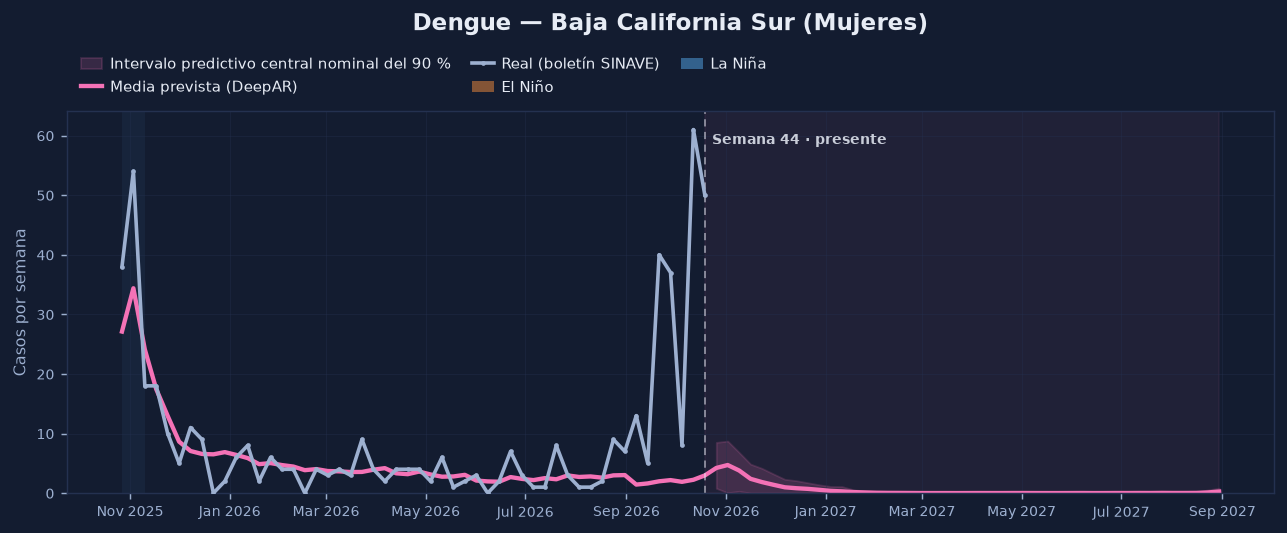 Dengue — Baja California Sur (Mujeres)
Intervalo predictivo central nominal del 90 %
Real (boletín SINAVE)
La Niña
Media prevista (DeepAR)
El Niño
Semana 44 · presente
Casos por semana
60
50
40
30
20
10
0
Nov 2025
Jan 2026
Mar 2026
May 2026
Jul 2026
Sep 2026
Nov 2026
Jan 2027
Mar 2027
May 2027
Jul 2027
Sep 2027